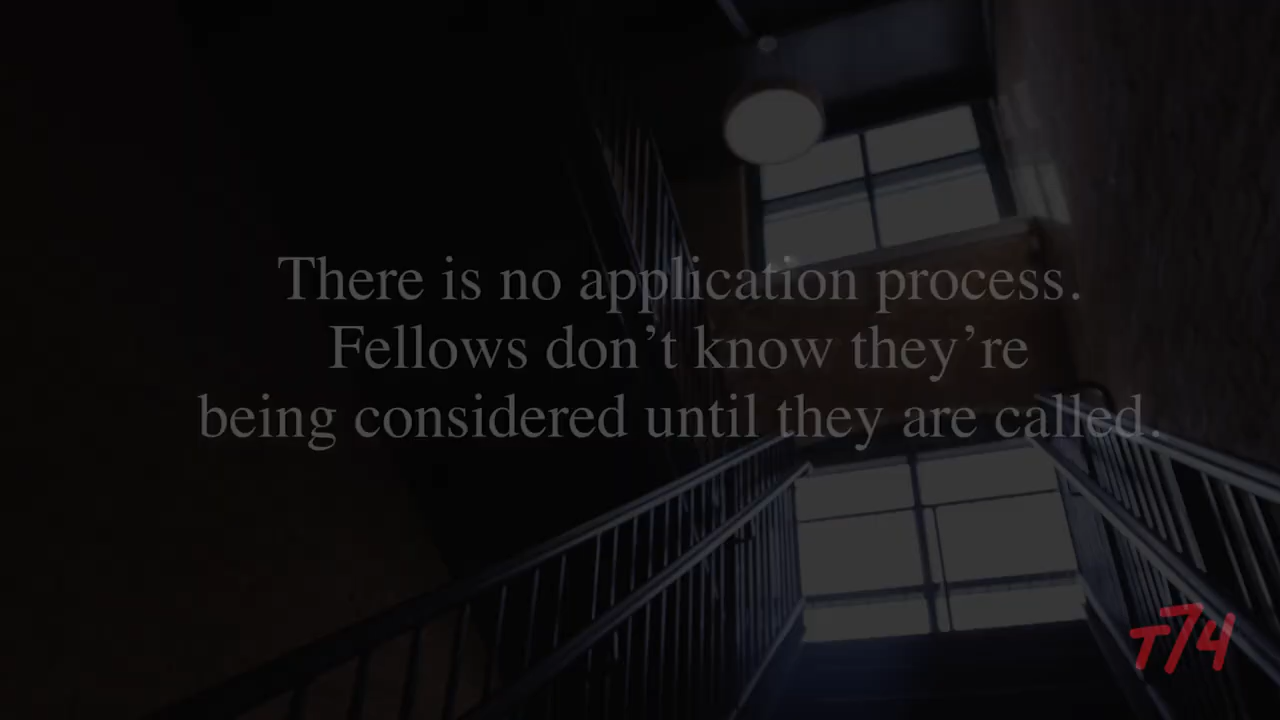 There is no application process.
Fellows don’t know they’re
being considered until they are called.
T74